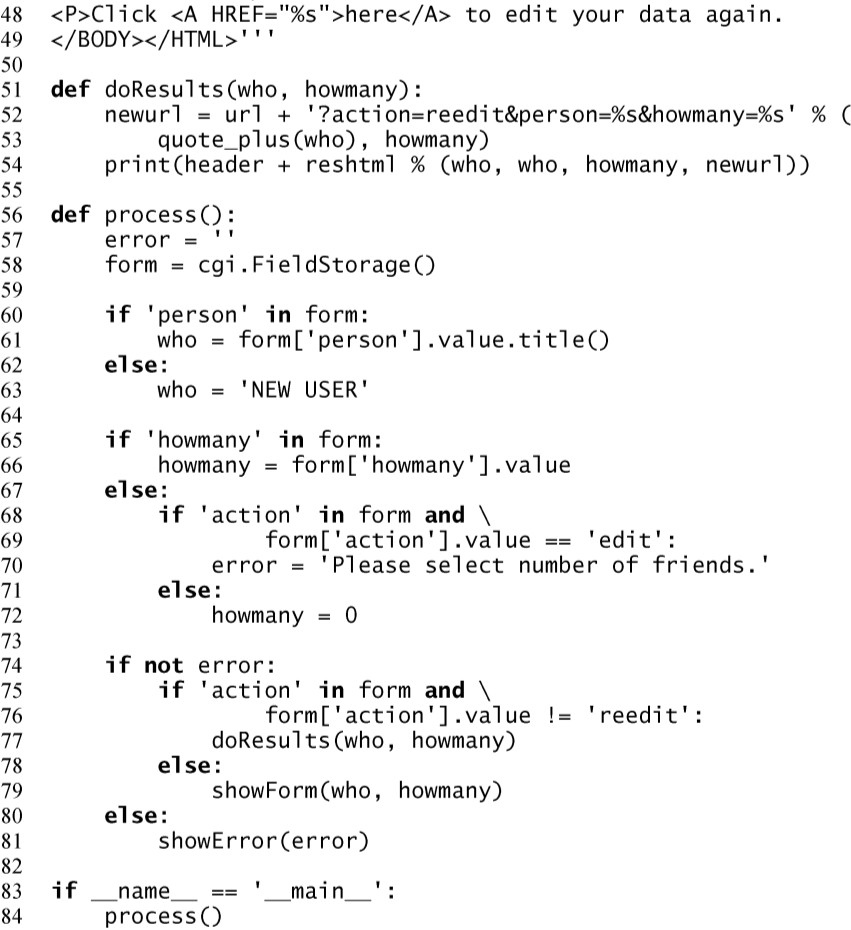 48 <P>Click <A HREF="%s">here</A> to edit your data again.
49 </BODY></HTML>'''
50
51 def doResults(who, howmany):
52     newurl = url + '?action=reedit&person=%s&howmany=%s' % (
53         quote_plus(who), howmany)
54     print(header + reshtml % (who, who, howmany, newurl))
55
56 def process():
57     error = ''
58     form = cgi.FieldStorage()
59
60     if 'person' in form:
61         who = form['person'].value.title()
62     else:
63         who = 'NEW USER'
64
65     if 'howmany' in form:
66         howmany = form['howmany'].value
67     else:
68         if 'action' in form and \
69                 form['action'].value == 'edit':
70             error = 'Please select number of friends.'
71         else:
72             howmany = 0
73
74     if not error:
75         if 'action' in form and \
76                 form['action'].value != 'reedit':
77             doResults(who, howmany)
78         else:
79             showForm(who, howmany)
80     else:
81         showError(error)
82
83 if __name__ == '__main__':
84     process()